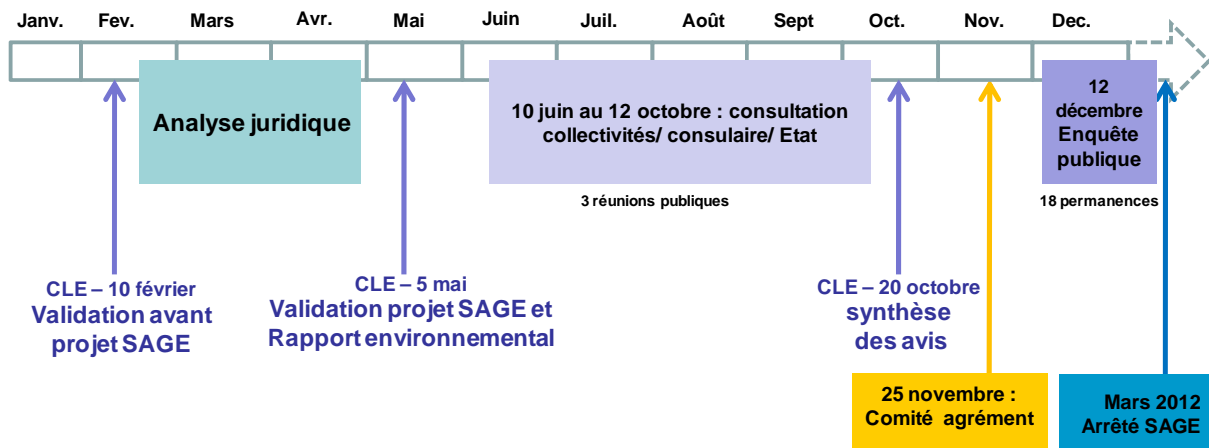 Janv. Fev. Mars Avr. Mai Juin Juil. Août Sept Oct. Nov. Dec.
Analyse juridique
10 juin au 12 octobre : consultation
collectivités/ consulaire/ Etat
12
décembre
Enquête
publique
3 réunions publiques
18 permanences
CLE – 10 février
Validation avant
projet SAGE
CLE – 5 mai
Validation projet SAGE et
Rapport environnemental
CLE – 20 octobre
synthèse
des avis
25 novembre :
Comité agrément
Mars 2012
Arrêté SAGE